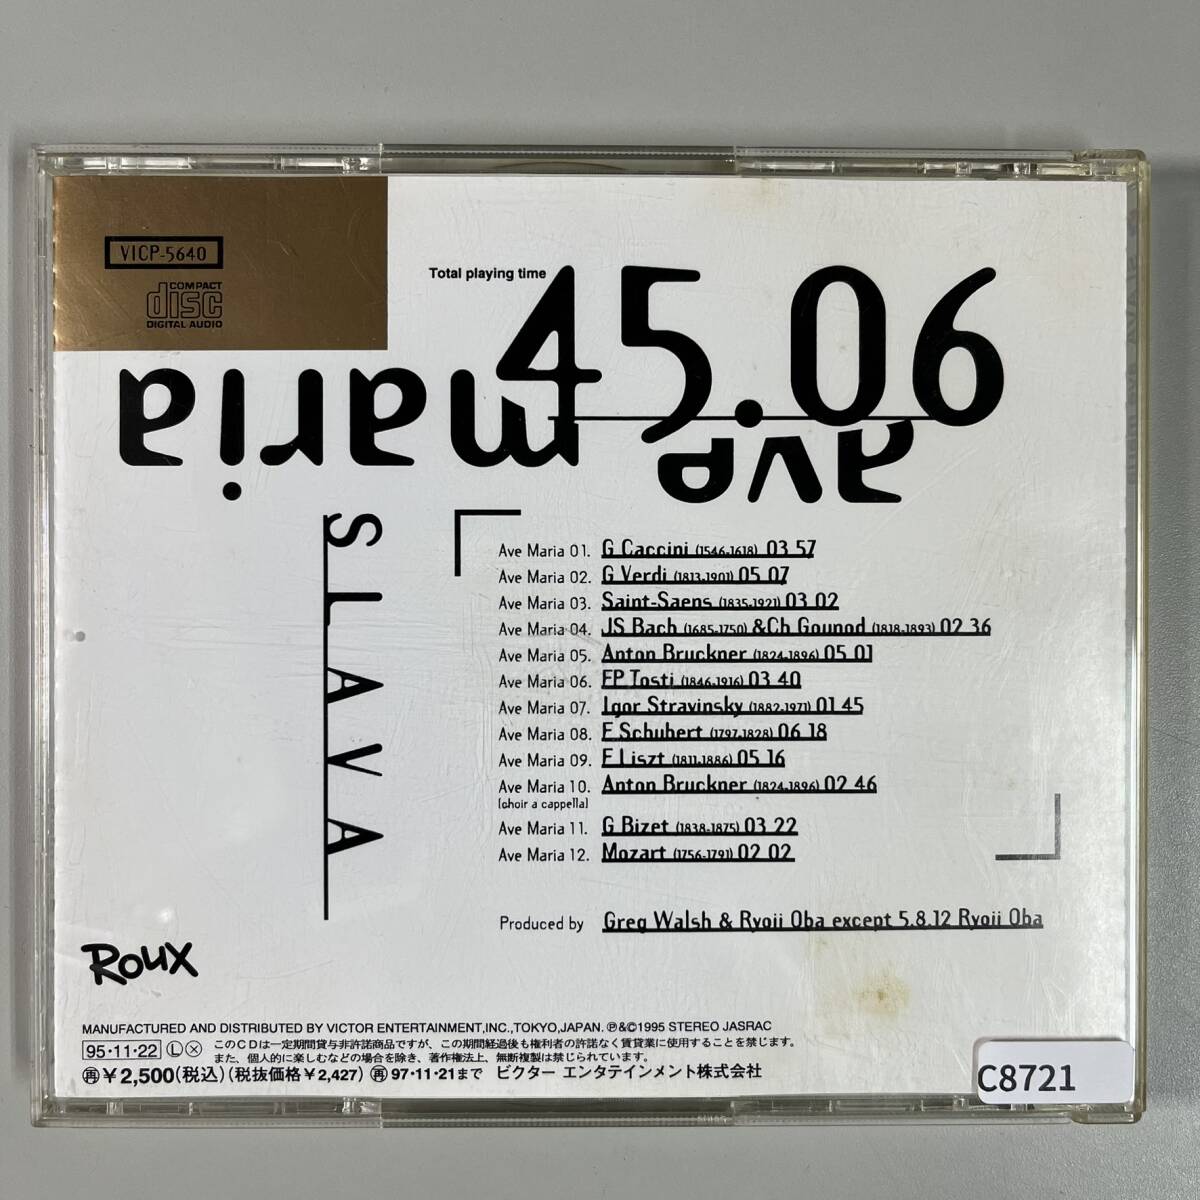 VICP-5640
COMPACT
disc
DIGITAL AUDIO
Total playing time
45.06
ave maria
SLAVA
Ave Maria 01. G Caccini (1546-1618) 03 57
Ave Maria 02. G Verdi (1813-1901) 05 07
Ave Maria 03. Saint-Saens (1835-1921) 03 02
Ave Maria 04. JS Bach (1685-1750) &Ch Gounod (1818-1893) 02 36
Ave Maria 05. Anton Bruckner (1824-1896) 05 01
Ave Maria 06. FP Tosti (1846-1916) 03 40
Ave Maria 07. Igor Stravinsky (1882-1971) 01 45
Ave Maria 08. F Schubert (1797-1828) 06 18
Ave Maria 09. F Liszt (1811-1886) 05 16
Ave Maria 10. Anton Bruckner (1824-1896) 02 46
(choir a cappella)
Ave Maria 11. G Bizet (1838-1875) 03 22
Ave Maria 12. Mozart (1756-1791) 02 02
Produced by Greg Walsh & Ryoji Oba except 5.8.12 Ryoji Oba
Roux
MANUFACTURED AND DISTRIBUTED BY VICTOR ENTERTAINMENT,INC.,TOKYO,JAPAN. ℗&©1995 STEREO JASRAC
95・11・22 Ⓛ ⓧ このCDは一定期間貸与非許諾商品ですが、この期間経過後も権利者の許諾なく賃貸業に使用することを禁じます。
また、個人的に楽しむなどの場合を除き、著作権法上、無断複製は禁じられています。
再 ¥2,500(税込)(税抜価格¥2,427) 再 97・11・21まで ビクター エンタテインメント株式会社
C8721